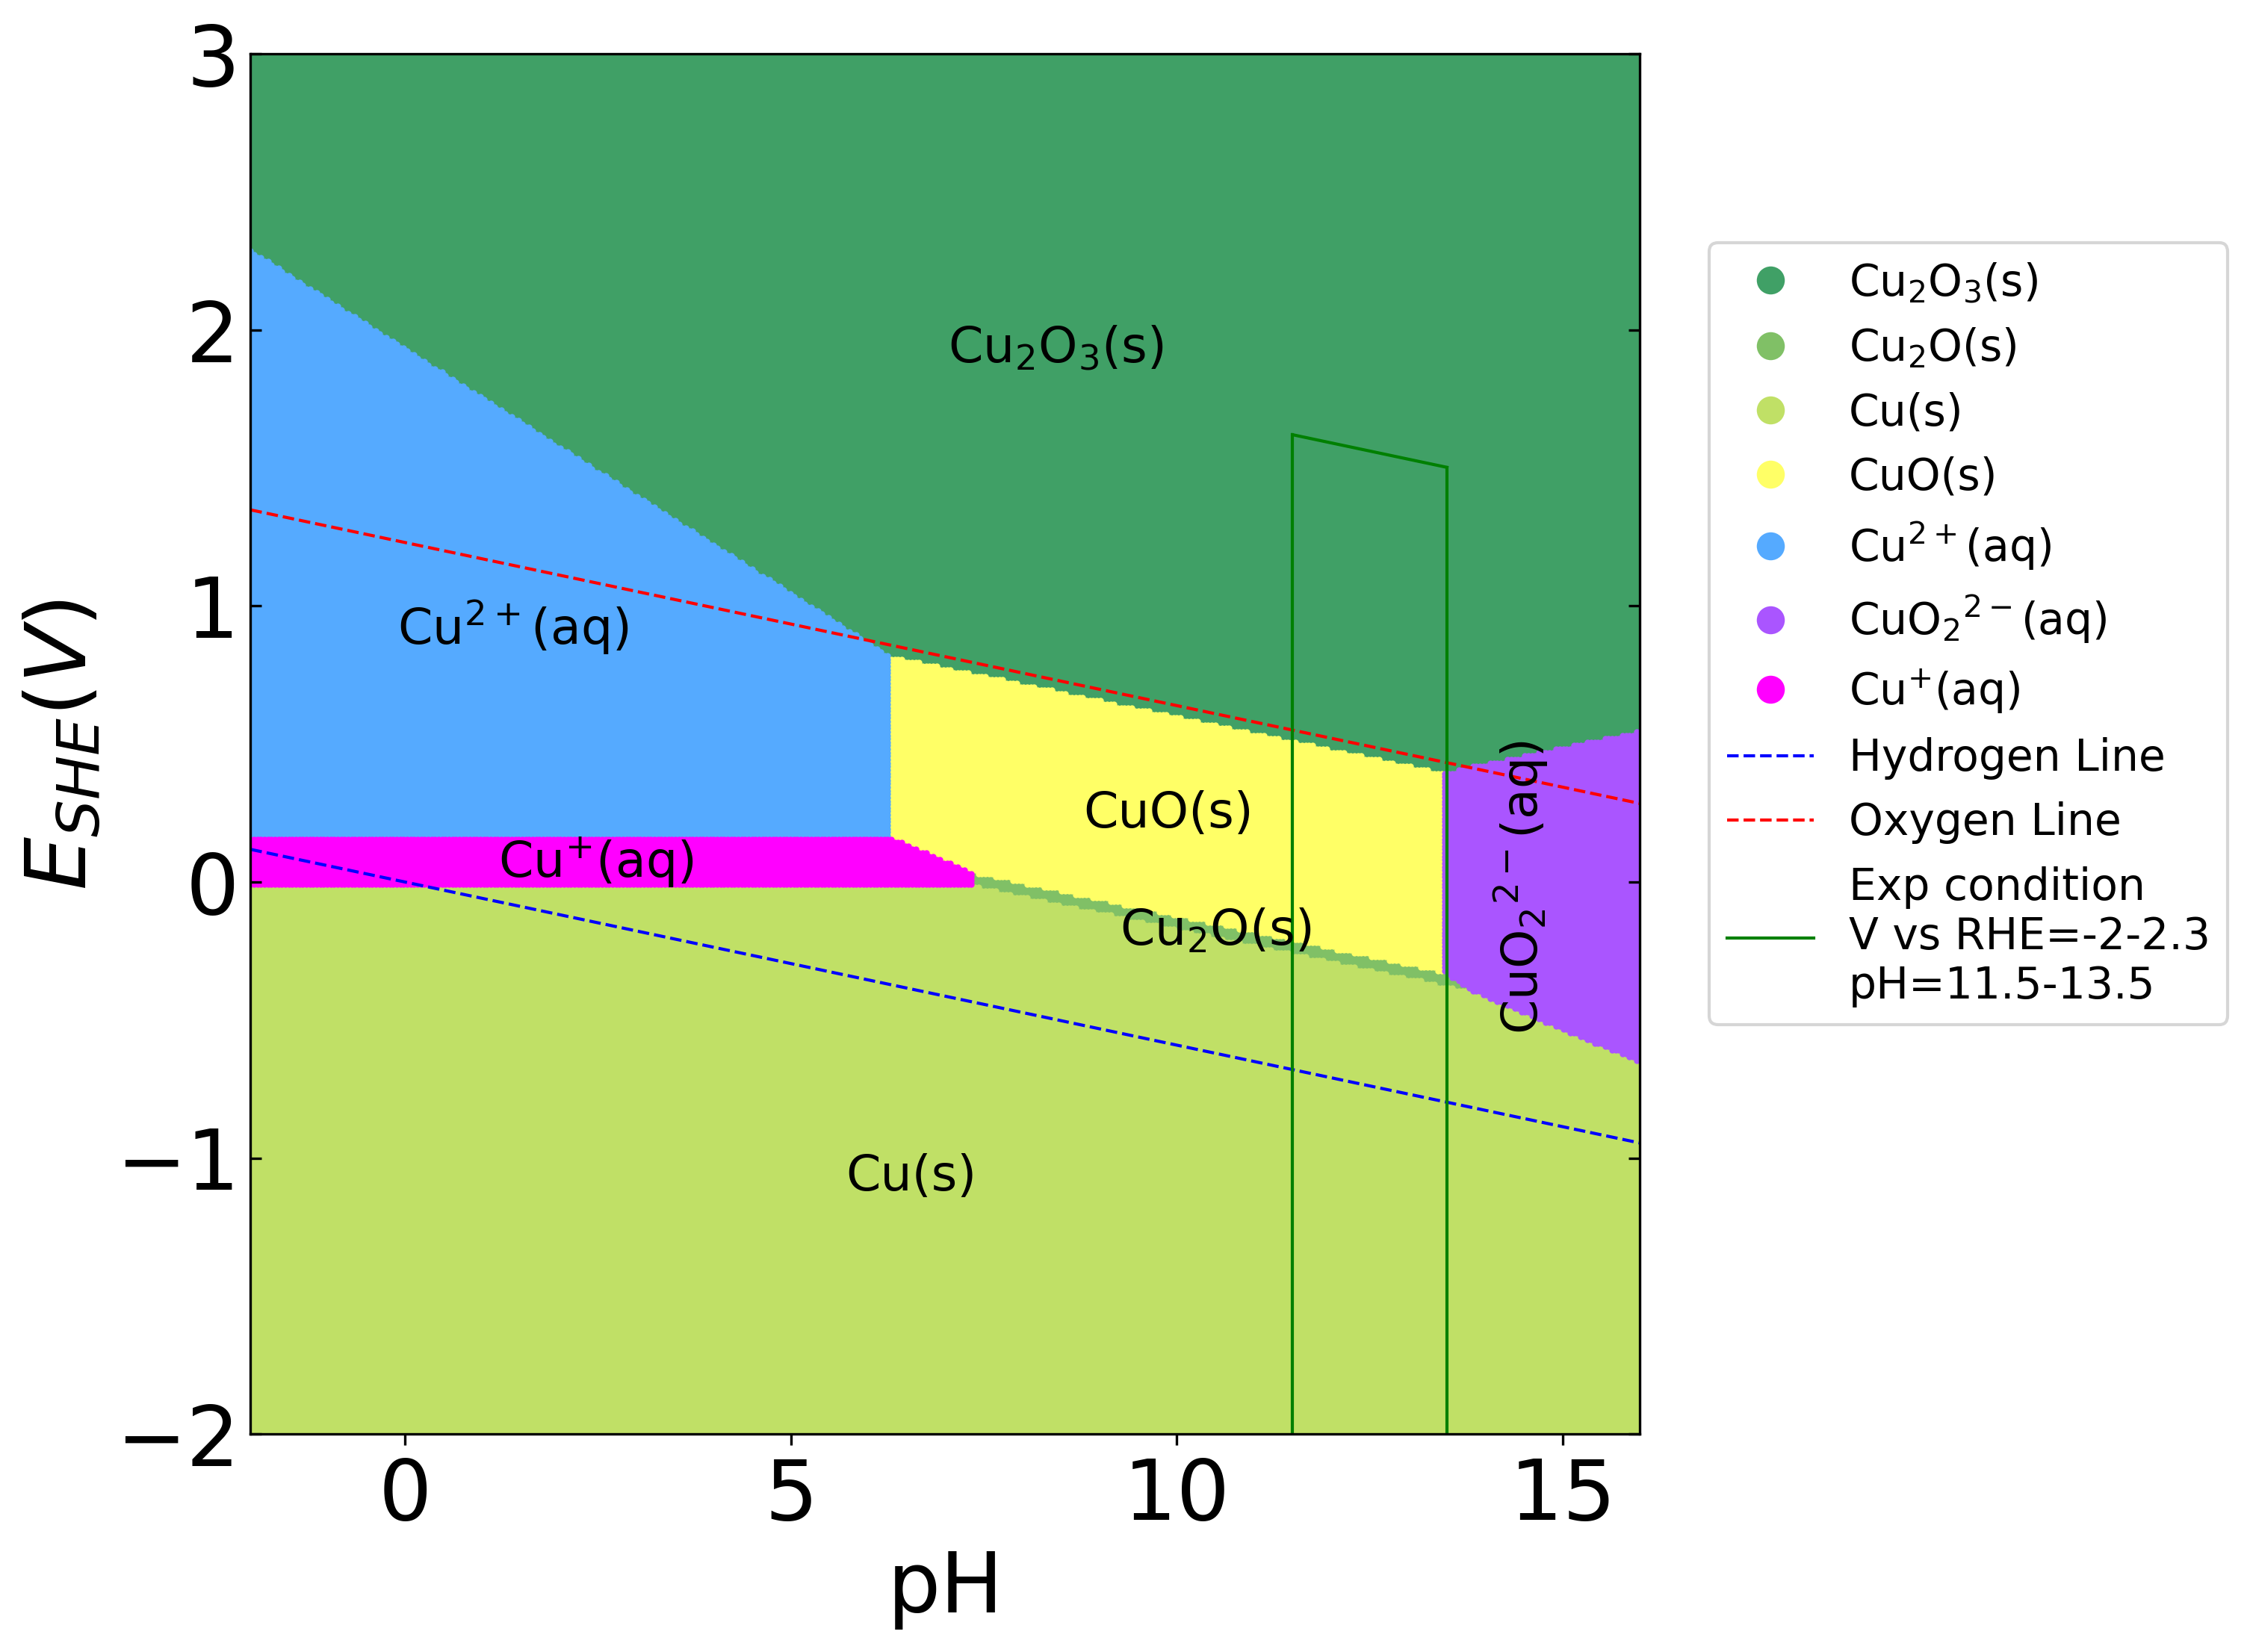 3
2
1
0
−1
−2
E_{SHE}(V)
0
5
10
15
pH
Cu₂O₃(s)
Cu²⁺(aq)
Cu⁺(aq)
CuO(s)
Cu₂O(s)
CuO₂²⁻(aq)
Cu(s)
Cu₂O₃(s)
Cu₂O(s)
Cu(s)
CuO(s)
Cu²⁺(aq)
CuO₂²⁻(aq)
Cu⁺(aq)
Hydrogen Line
Oxygen Line
Exp condition
V vs RHE=-2-2.3
pH=11.5-13.5